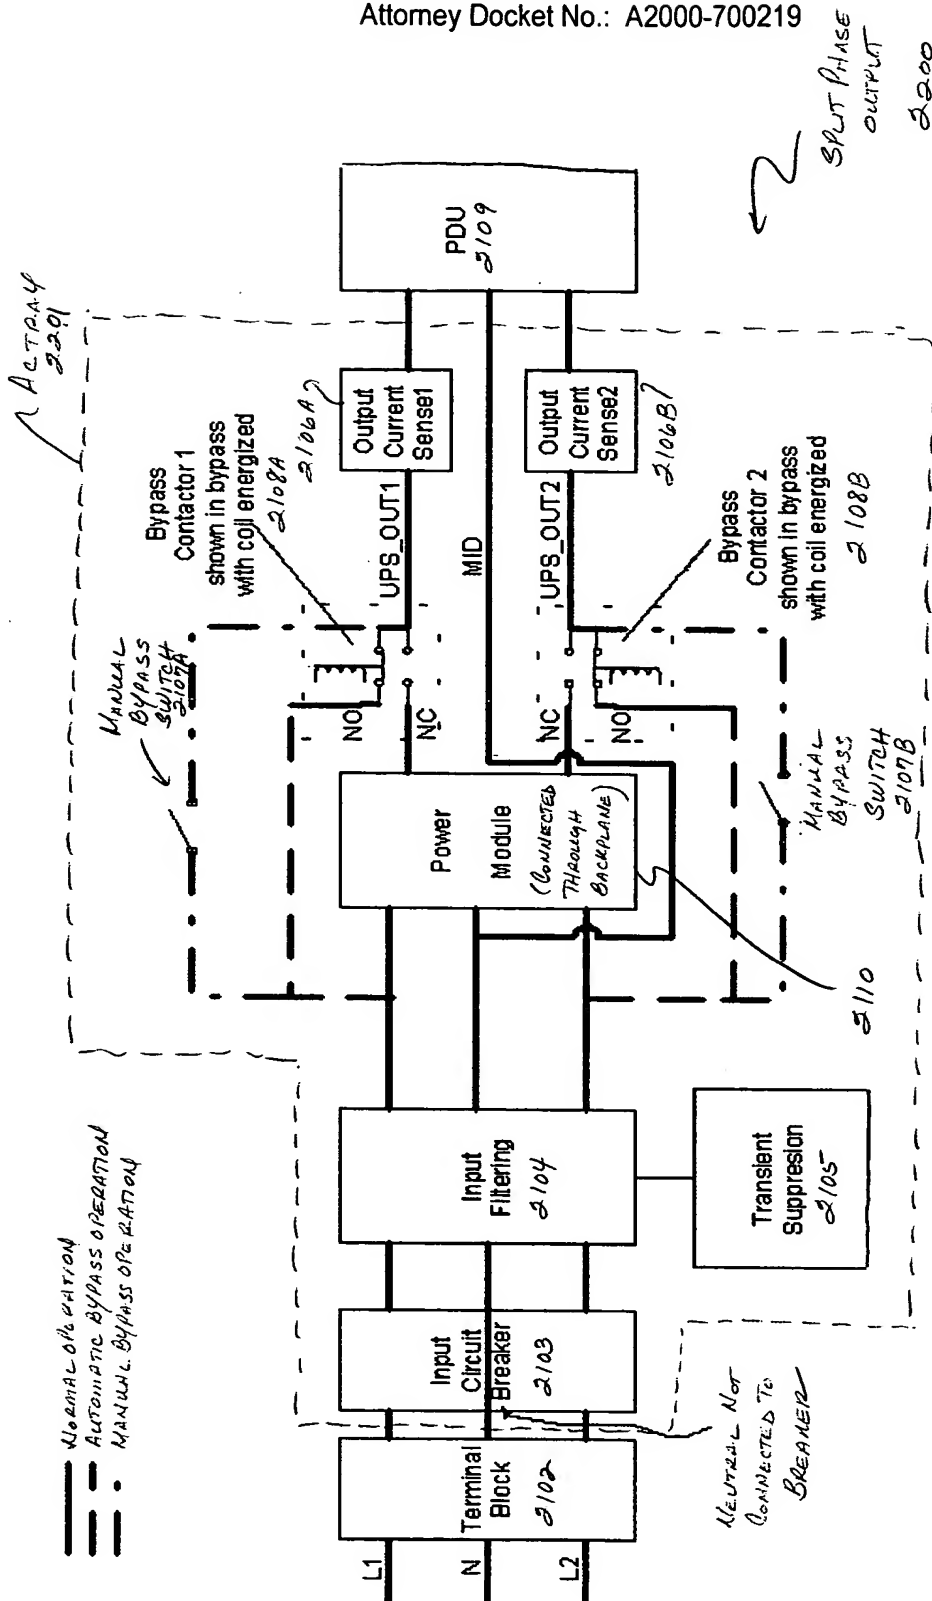 Attorney Docket No.: A2000-700219
SPLIT PHASE
OUTPUT
2200
AC TRAY
2201
NORMAL OPERATION
AUTOMATIC BYPASS OPERATION
MANUAL BYPASS OPERATION
L1
N
L2
Terminal
Block
2102
Input
Circuit
Breaker
2103
NEUTRAL NOT
CONNECTED TO
BREAKER
Input
Filtering
2104
Transient
Suppresion
2105
Power
Module
(CONNECTED
THROUGH
BACKPLANE)
2110
MANUAL
BYPASS
SWITCH
2107A
MANUAL
BYPASS
SWITCH
2107B
NO
NC
NC
NO
Bypass
Contactor 1
shown in bypass
with coil energized
2108A
Bypass
Contactor 2
shown in bypass
with coil energized
2108B
UPS_OUT1
MID
UPS_OUT2
Output
Current
Sense1
2106A
Output
Current
Sense2
2106B
PDU
2109